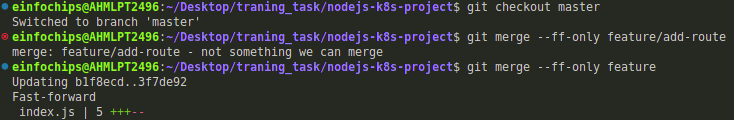 einfochips@AHMLPT2496:~/Desktop/traning_task/nodejs-k8s-project$ git checkout master
Switched to branch 'master'
einfochips@AHMLPT2496:~/Desktop/traning_task/nodejs-k8s-project$ git merge --ff-only feature/add-route
merge: feature/add-route - not something we can merge
einfochips@AHMLPT2496:~/Desktop/traning_task/nodejs-k8s-project$ git merge --ff-only feature
Updating b1f8ecd..3f7de92
Fast-forward
 index.js | 5 +++--